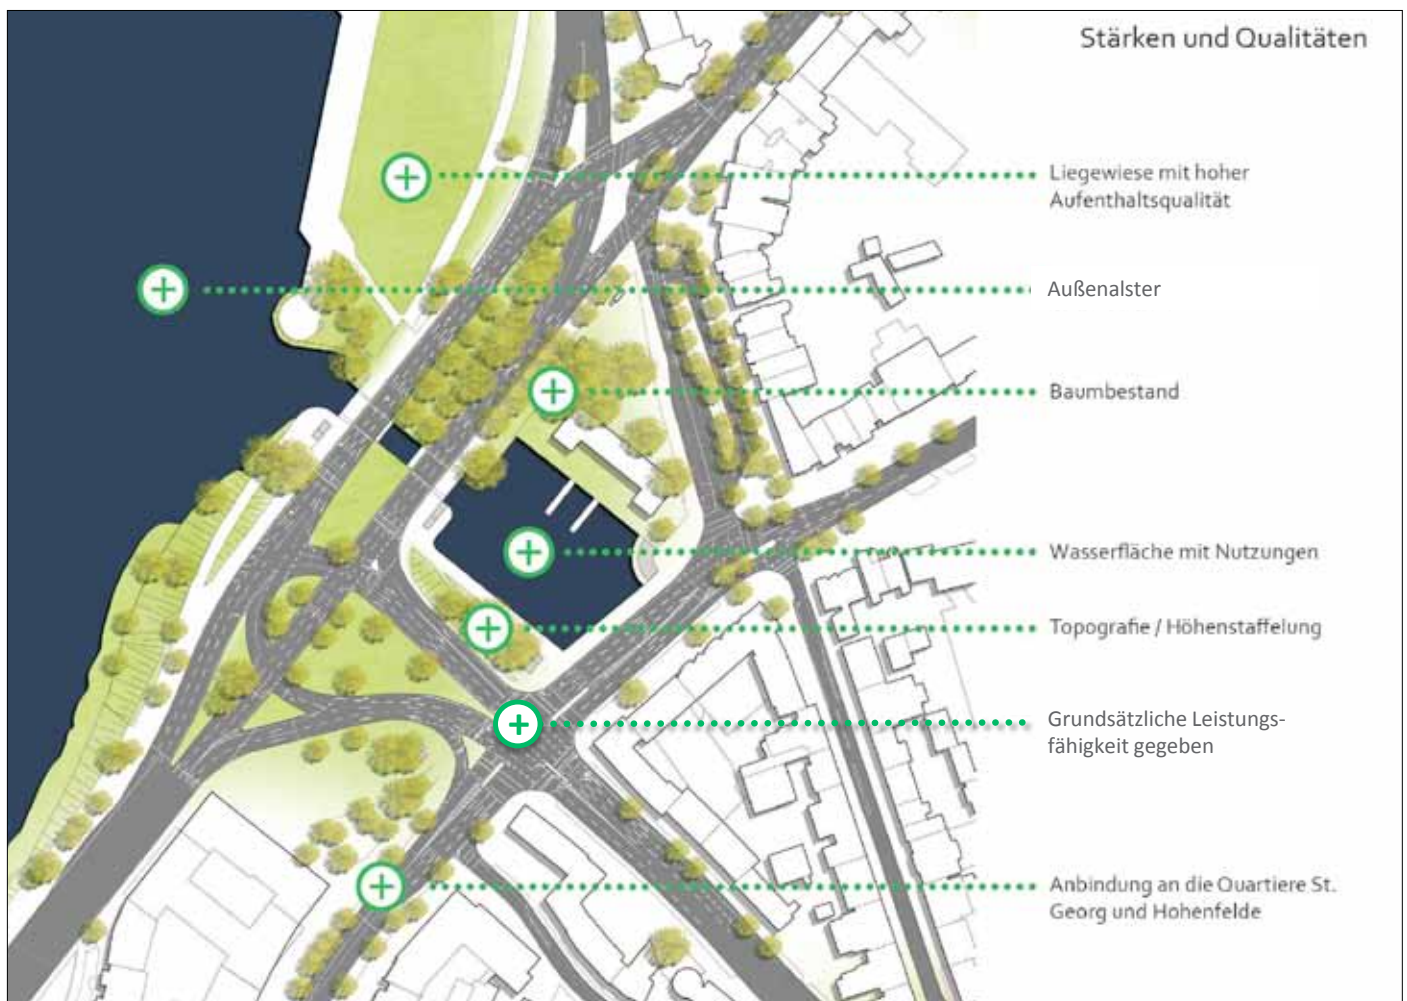 Stärken und Qualitäten
Liegewiese mit hoher
Aufenthaltsqualität
Außenalster
Baumbestand
Wasserfläche mit Nutzungen
Topografie / Höhenstaffelung
Grundsätzliche Leistungs-
fähigkeit gegeben
Anbindung an die Quartiere St.
Georg und Hohenfelde